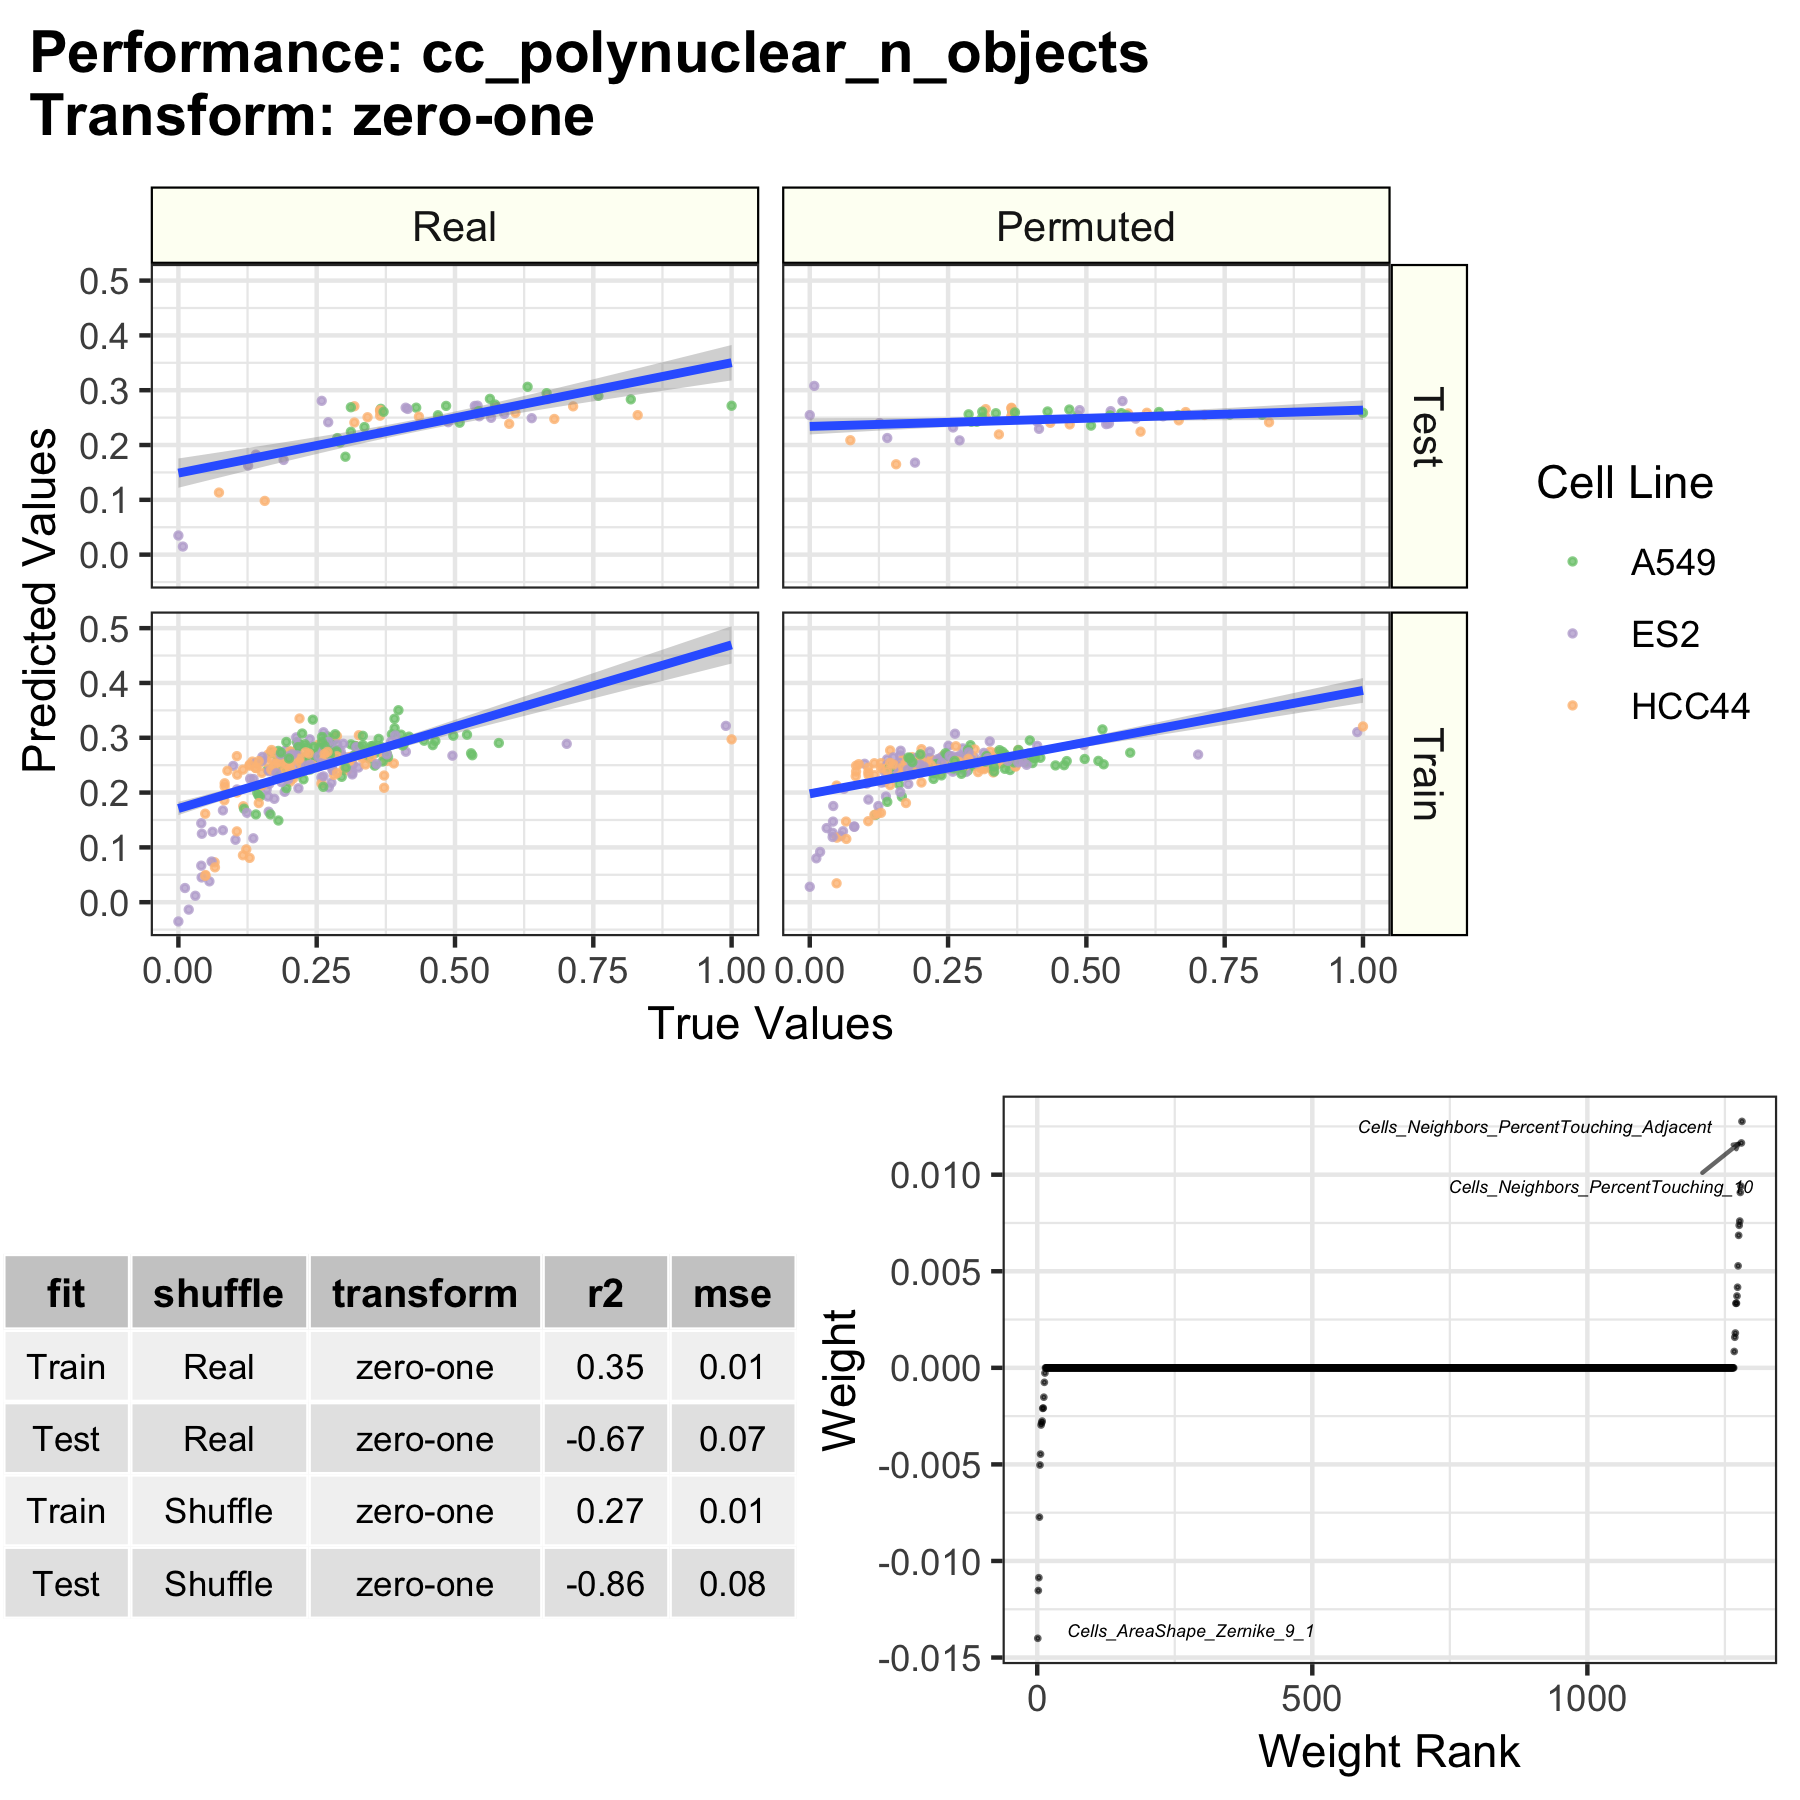 Performance: cc_polynuclear_n_objects
Transform: zero-one
Real
Permuted
0.5
0.4
0.3
0.2
0.1
0.0
Test
0.5
0.4
0.3
0.2
0.1
0.0
Train
Predicted Values
0.00 0.25 0.50 0.75 1.00
0.00 0.25 0.50 0.75 1.00
True Values
Cell Line
A549
ES2
HCC44
fit shuffle transform r2 mse
Train Real zero-one 0.35 0.01
Test Real zero-one -0.67 0.07
Train Shuffle zero-one 0.27 0.01
Test Shuffle zero-one -0.86 0.08
Weight
0.010
0.005
0.000
-0.005
-0.010
-0.015
Cells_Neighbors_PercentTouching_Adjacent
Cells_Neighbors_PercentTouching_10
Cells_AreaShape_Zernike_9_1
0 500 1000
Weight Rank